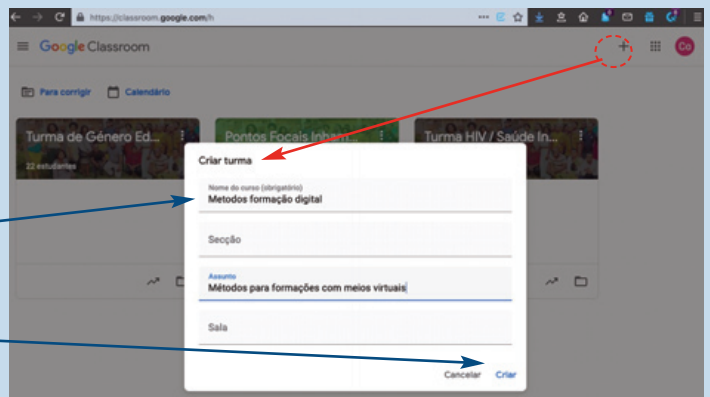 https://classroom.google.com/h
Google Classroom
Co
Para corrigir Calendário
Turma de Género Ed...
22 estudantes
Pontos Focais Inham...
Turma HIV / Saúde In...
Criar turma
Nome do curso (obrigatório)
Metodos formação digital
Secção
Assunto
Métodos para formações com meios virtuais
Sala
Cancelar Criar